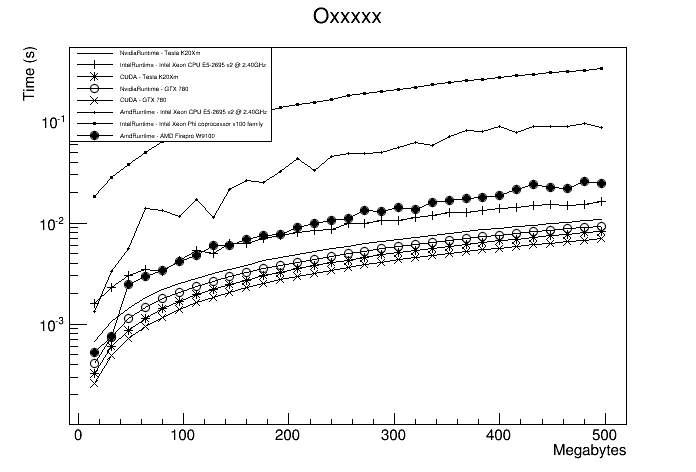 Oxxxxx
Time (s)
NvidiaRuntime - Tesla K20Xm
IntelRuntime - Intel Xeon CPU E5-2695 v2 @ 2.40GHz
CUDA - Tesla K20Xm
NvidiaRuntime - GTX 780
CUDA - GTX 780
AmdRuntime - Intel Xeon CPU E5-2695 v2 @ 2.40GHz
IntelRuntime - Intel Xeon Phi coprocessor x100 family
AmdRuntime - AMD Firepro W9100
10-1
10-2
10-3
0 100 200 300 400 500
Megabytes